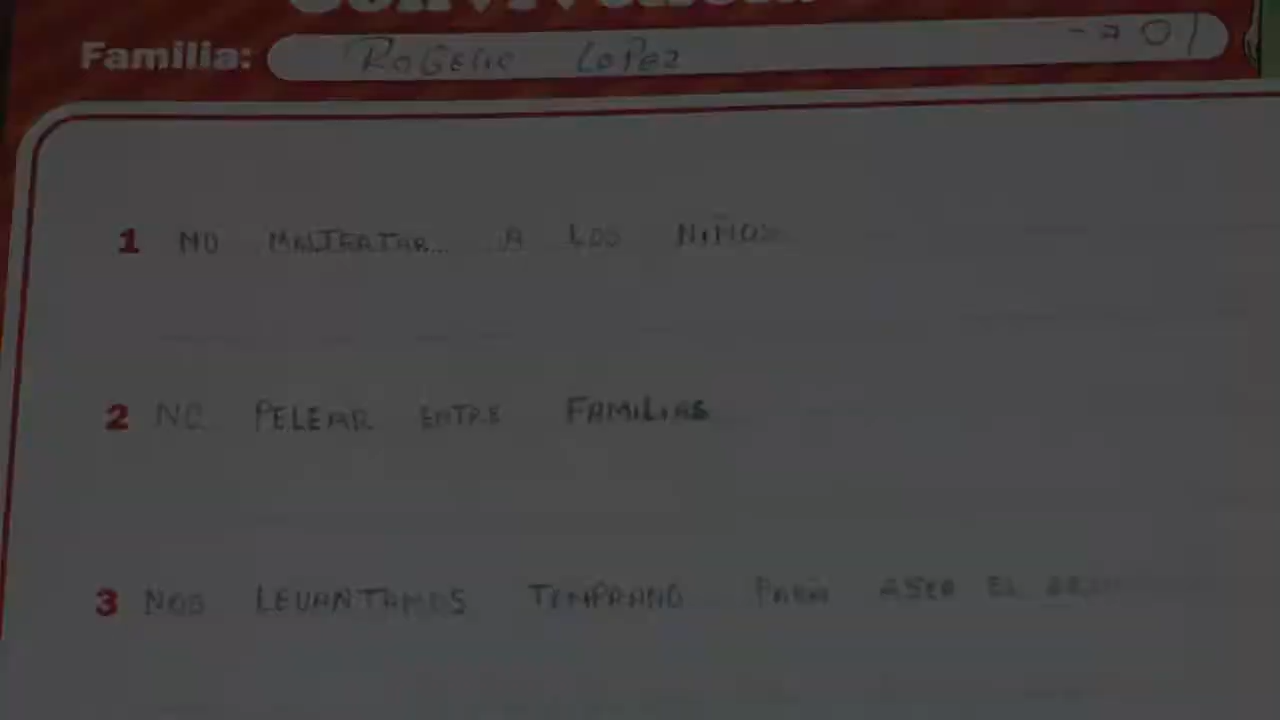 Convivencia
Familia: ROGELIO LOPEZ
1 NO MALTRATAR A LOS NIÑOS
2 NO PELEAR ENTRE FAMILIAS
3 NOS LEVANTAMOS TEMPRANO PARA ASER EL